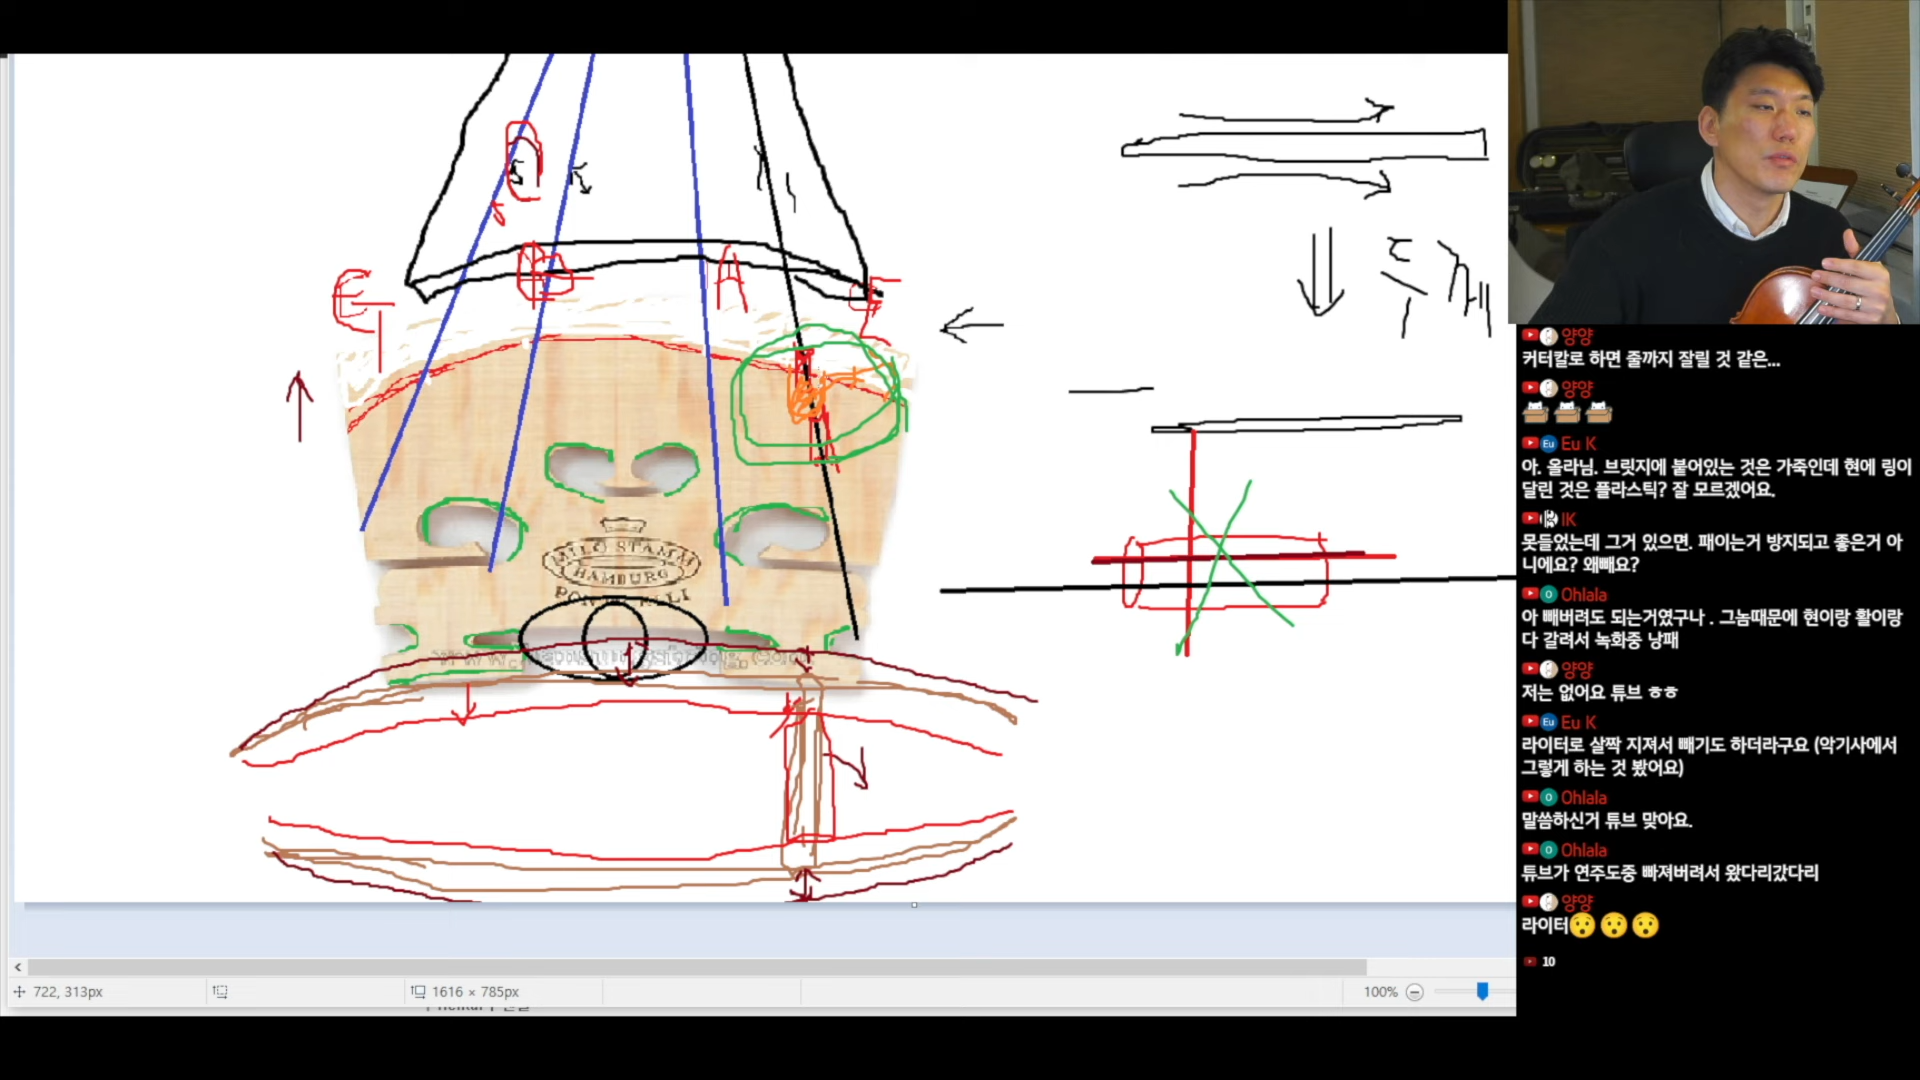 G
D
A
E
MILO STAMM
HAMBURG
722, 313px
1616 × 785px
100%
양양
커터칼로 하면 줄까지 잘릴 것 같은...
양양
Eu K
아. 올라님. 브릿지에 붙어있는 것은 가죽인데 현에 링이
달린 것은 플라스틱? 잘 모르겠어요.
IK
못들었는데 그거 있으면. 패이는거 방지되고 좋은거 아
니에요? 왜빼요?
Ohlala
아 빼버려도 되는거였구나 . 그놈때문에 현이랑 활이랑
다 갈려서 녹화중 낭패
양양
저는 없어요 튜브 ㅎㅎ
Eu K
라이터로 살짝 지져서 빼기도 하더라구요 (악기사에서
그렇게 하는 것 봤어요)
Ohlala
말씀하신거 튜브 맞아요.
Ohlala
튜브가 연주도중 빠져버려서 왔다리갔다리
양양
라이터😯😯😯
10